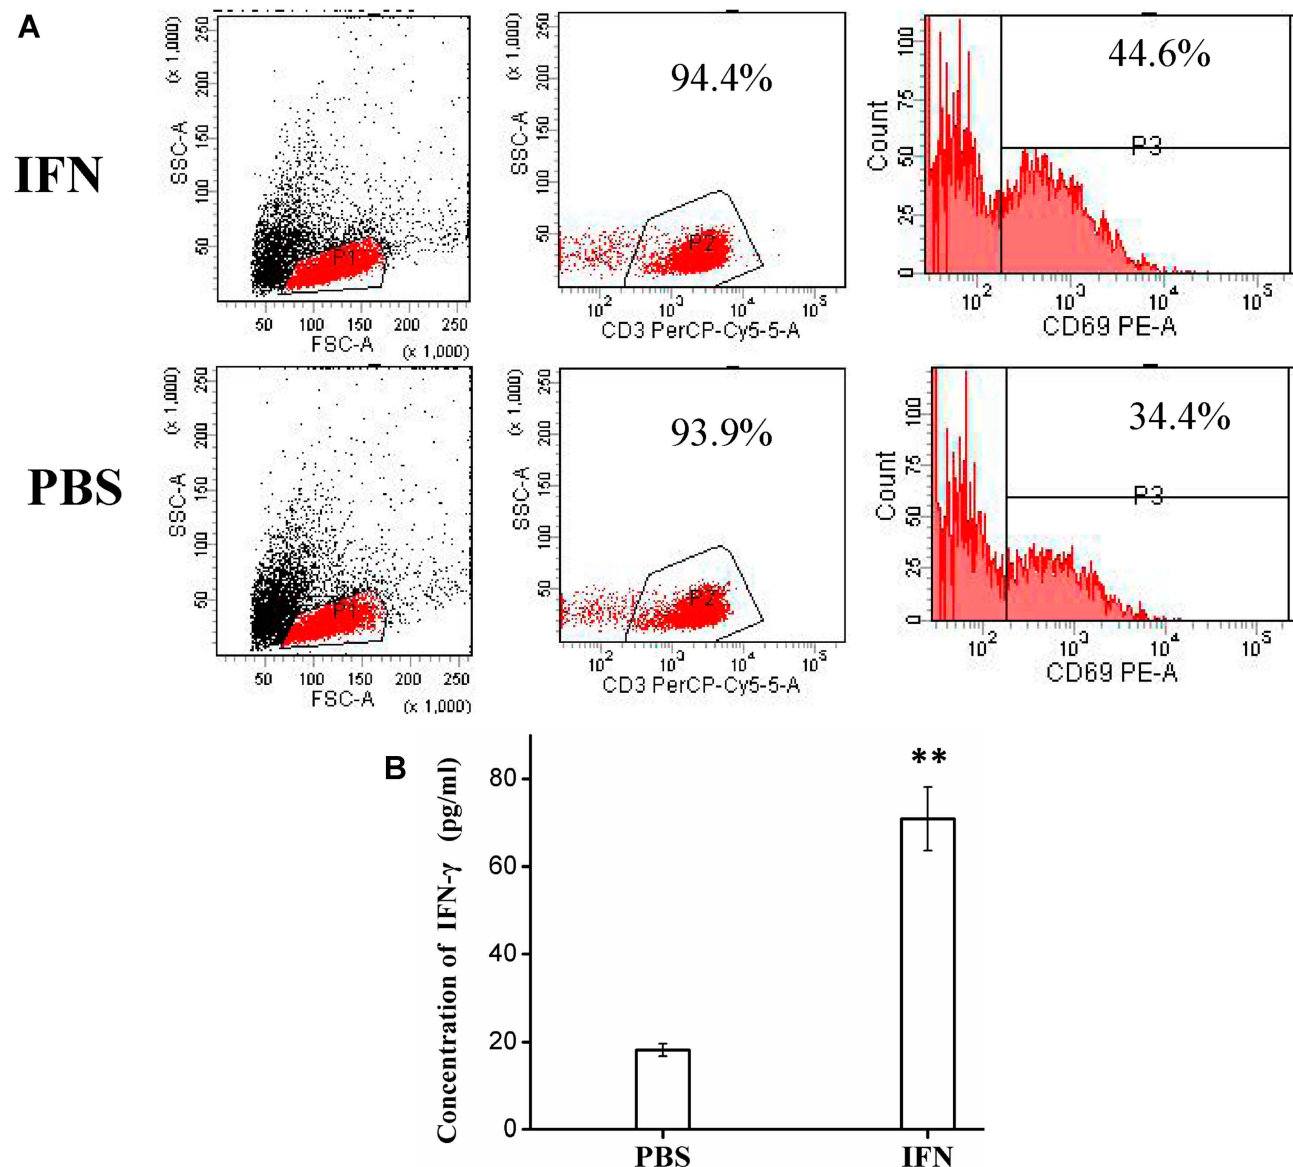 A
IFN
(x 1,000)
SSC-A
250
200
150
100
50
P1
50 100 150 200 250
FSC-A
(x 1,000)
(x 1,000)
SSC-A
250
200
150
100
50
94.4%
P2
10² 10³ 10⁴ 10⁵
CD3 PerCP-Cy5-5-A
Count
100
75
50
25
0
44.6%
P3
10² 10³ 10⁴ 10⁵
CD69 PE-A
PBS
(x 1,000)
SSC-A
250
200
150
100
50
P1
50 100 150 200 250
FSC-A
(x 1,000)
(x 1,000)
SSC-A
250
200
150
100
50
93.9%
P2
10² 10³ 10⁴ 10⁵
CD3 PerCP-Cy5-5-A
Count
100
75
50
25
0
34.4%
P3
10² 10³ 10⁴ 10⁵
CD69 PE-A
B
Concentration of IFN-γ (pg/ml)
80
60
40
20
0
**
PBS IFN